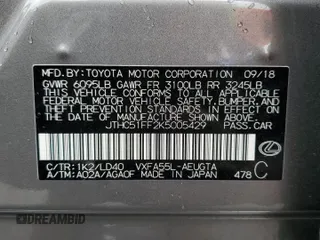 MFD. BY: TOYOTA MOTOR CORPORATION 09/18
GVWR 6095LB GAWR FR 3100LB RR 3245LB
THIS VEHICLE CONFORMS TO ALL APPLICABLE
FEDERAL MOTOR VEHICLE SAFETY, BUMPER, AND
THEFT PREVENTION STANDARDS IN EFFECT ON
THE DATE OF MANUFACTURE SHOWN ABOVE.
JTHC51FF2K5005429 PASS.CAR
C/TR: 1K2/LD40 VXFA55L-AEUGTA
A/TM: A02A/AGA0F MADE IN JAPAN 478 C